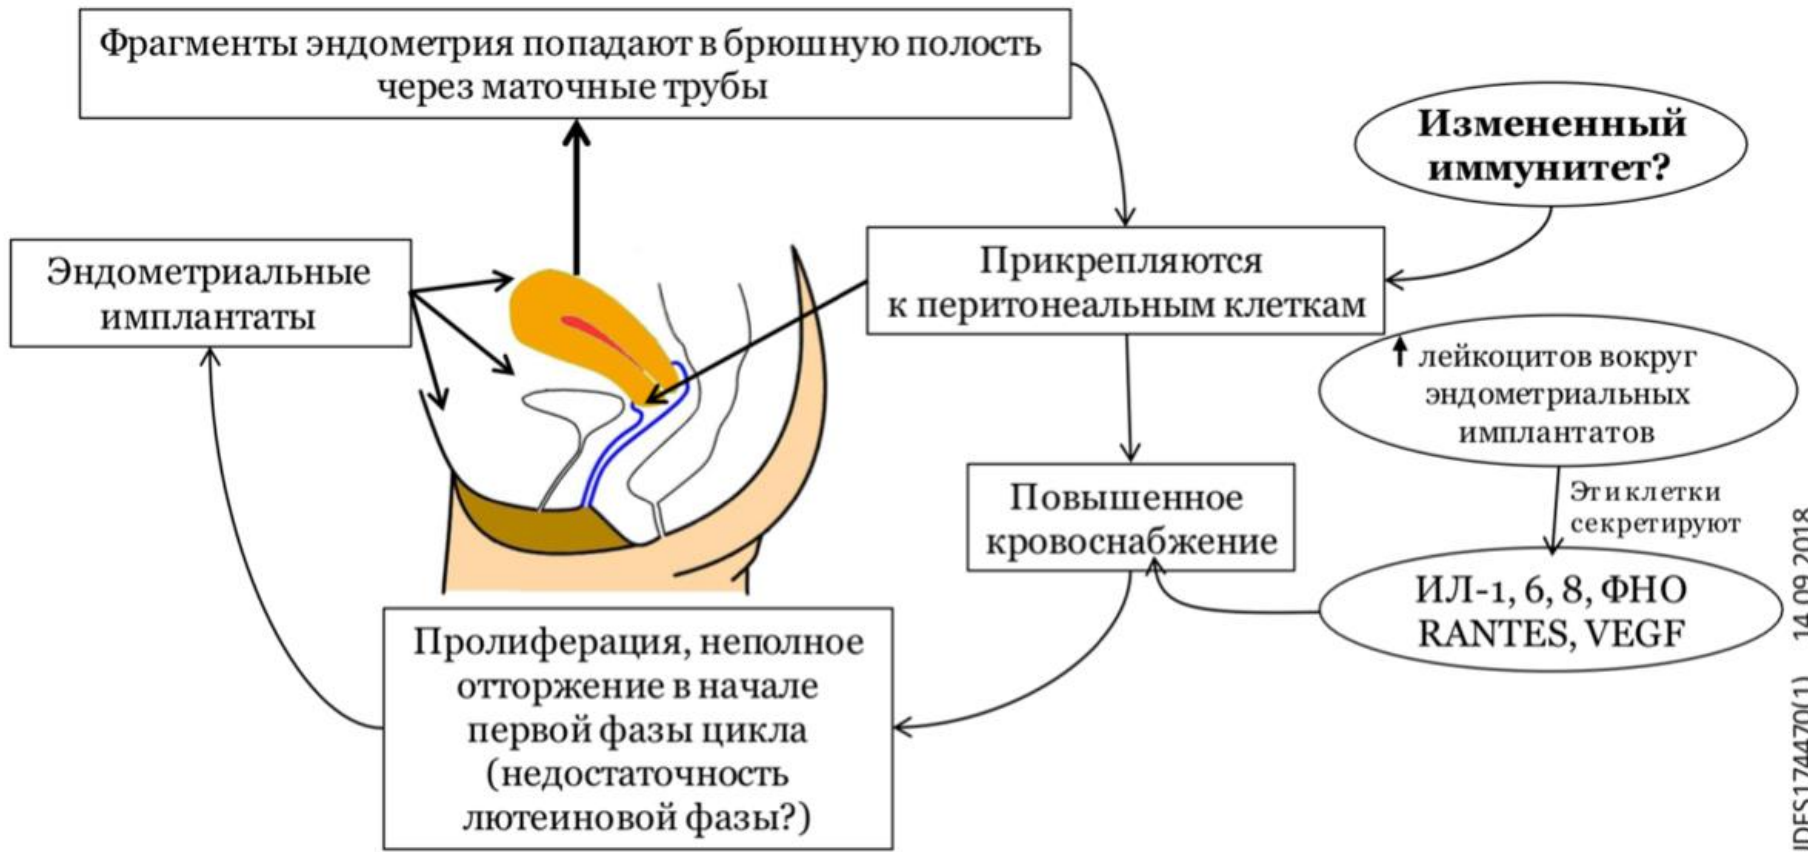 Фрагменты эндометрия попадают в брюшную полость
через маточные трубы
Измененный
иммунитет?
Эндометриальные
имплантаты
Прикрепляются
к перитонеальным клеткам
лейкоцитов вокруг
эндометриальных
имплантатов
Эти клетки
секретируют
Повышенное
кровоснабжение
ИЛ-1, 6, 8, ФНО
RANTES, VEGF
Пролиферация, неполное
отторжение в начале
первой фазы цикла
(недостаточность
лютеиновой фазы?)
14.09.2018